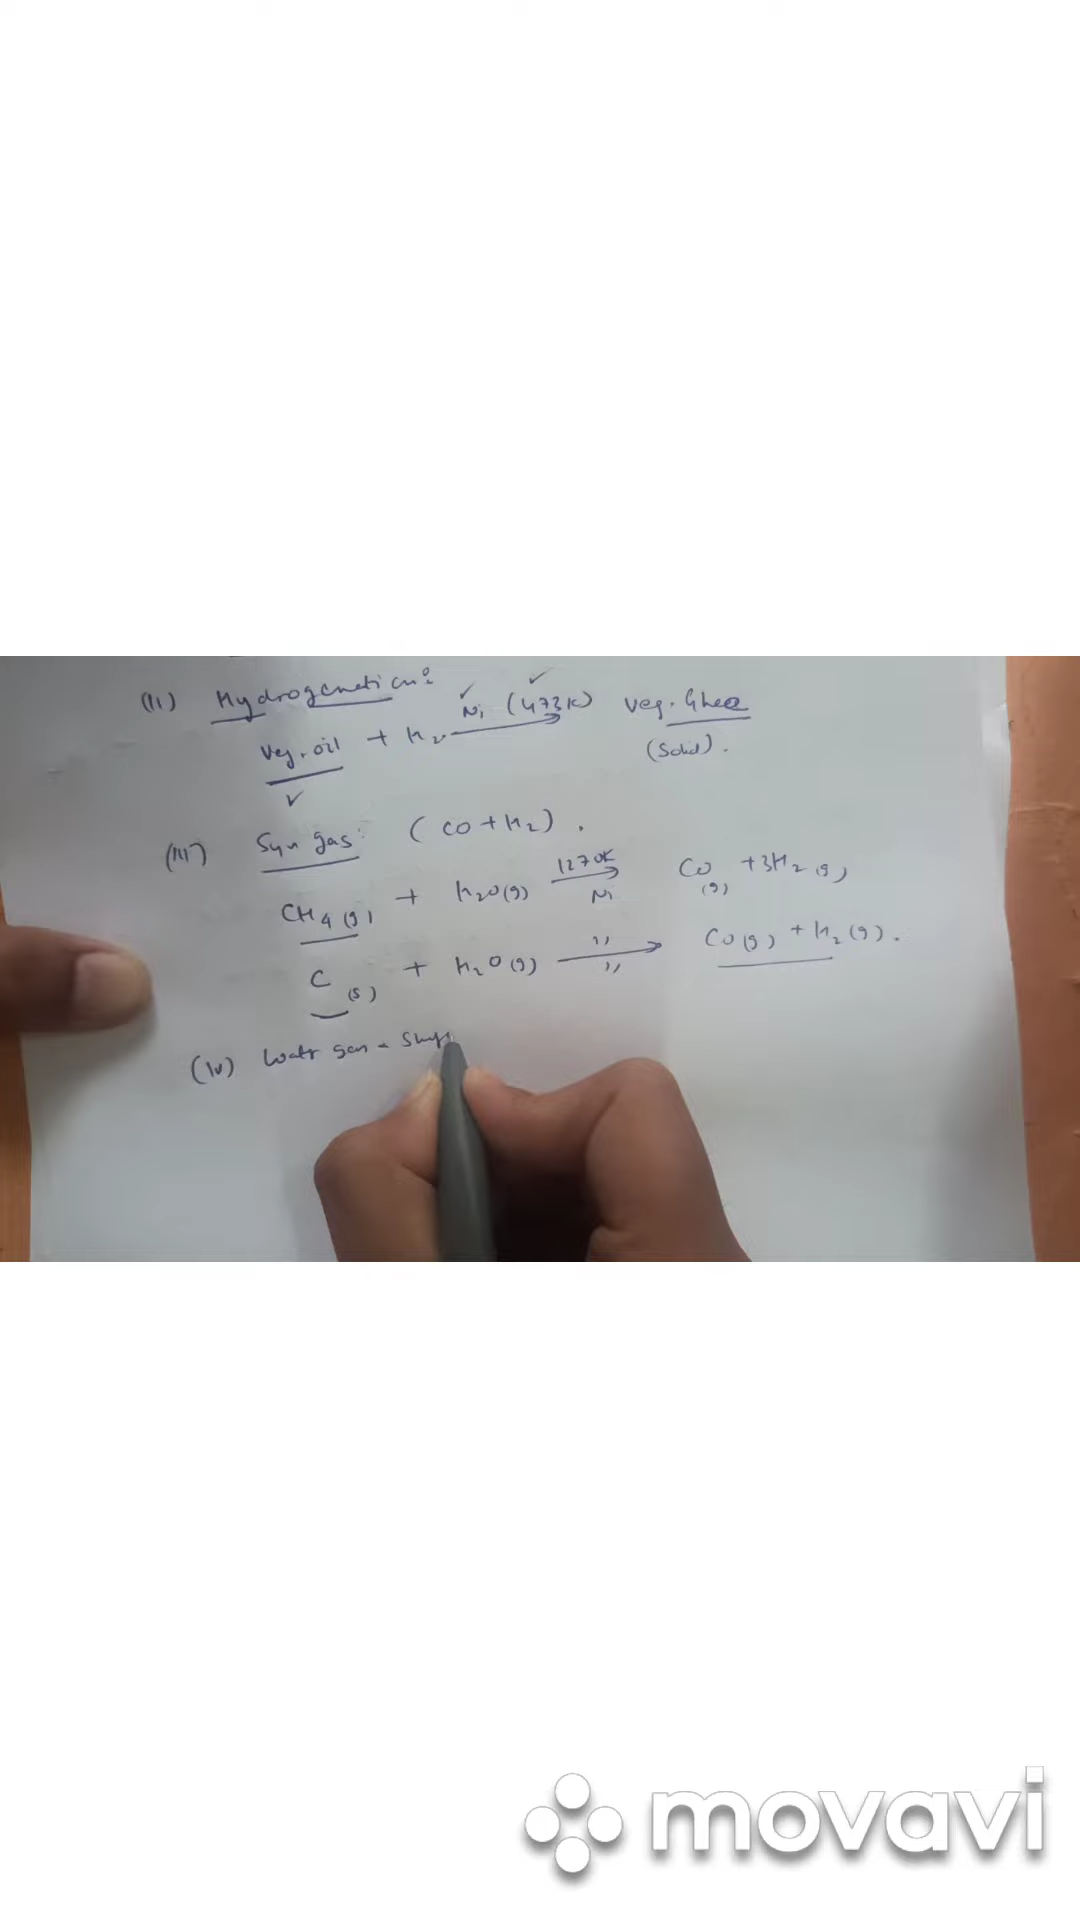 (ii) Hydrogenation:
Veg. oil + H2 Ni (473K) Veg. Ghee
(Solid).
(iii) Syn gas: (CO + H2).
CH4(g) + H2O(g) 1270K Ni CO(g) + 3H2(g)
C(s) + H2O(g) ,, ,, CO(g) + H2(g).
(iv) Water gas - Shif
movavi